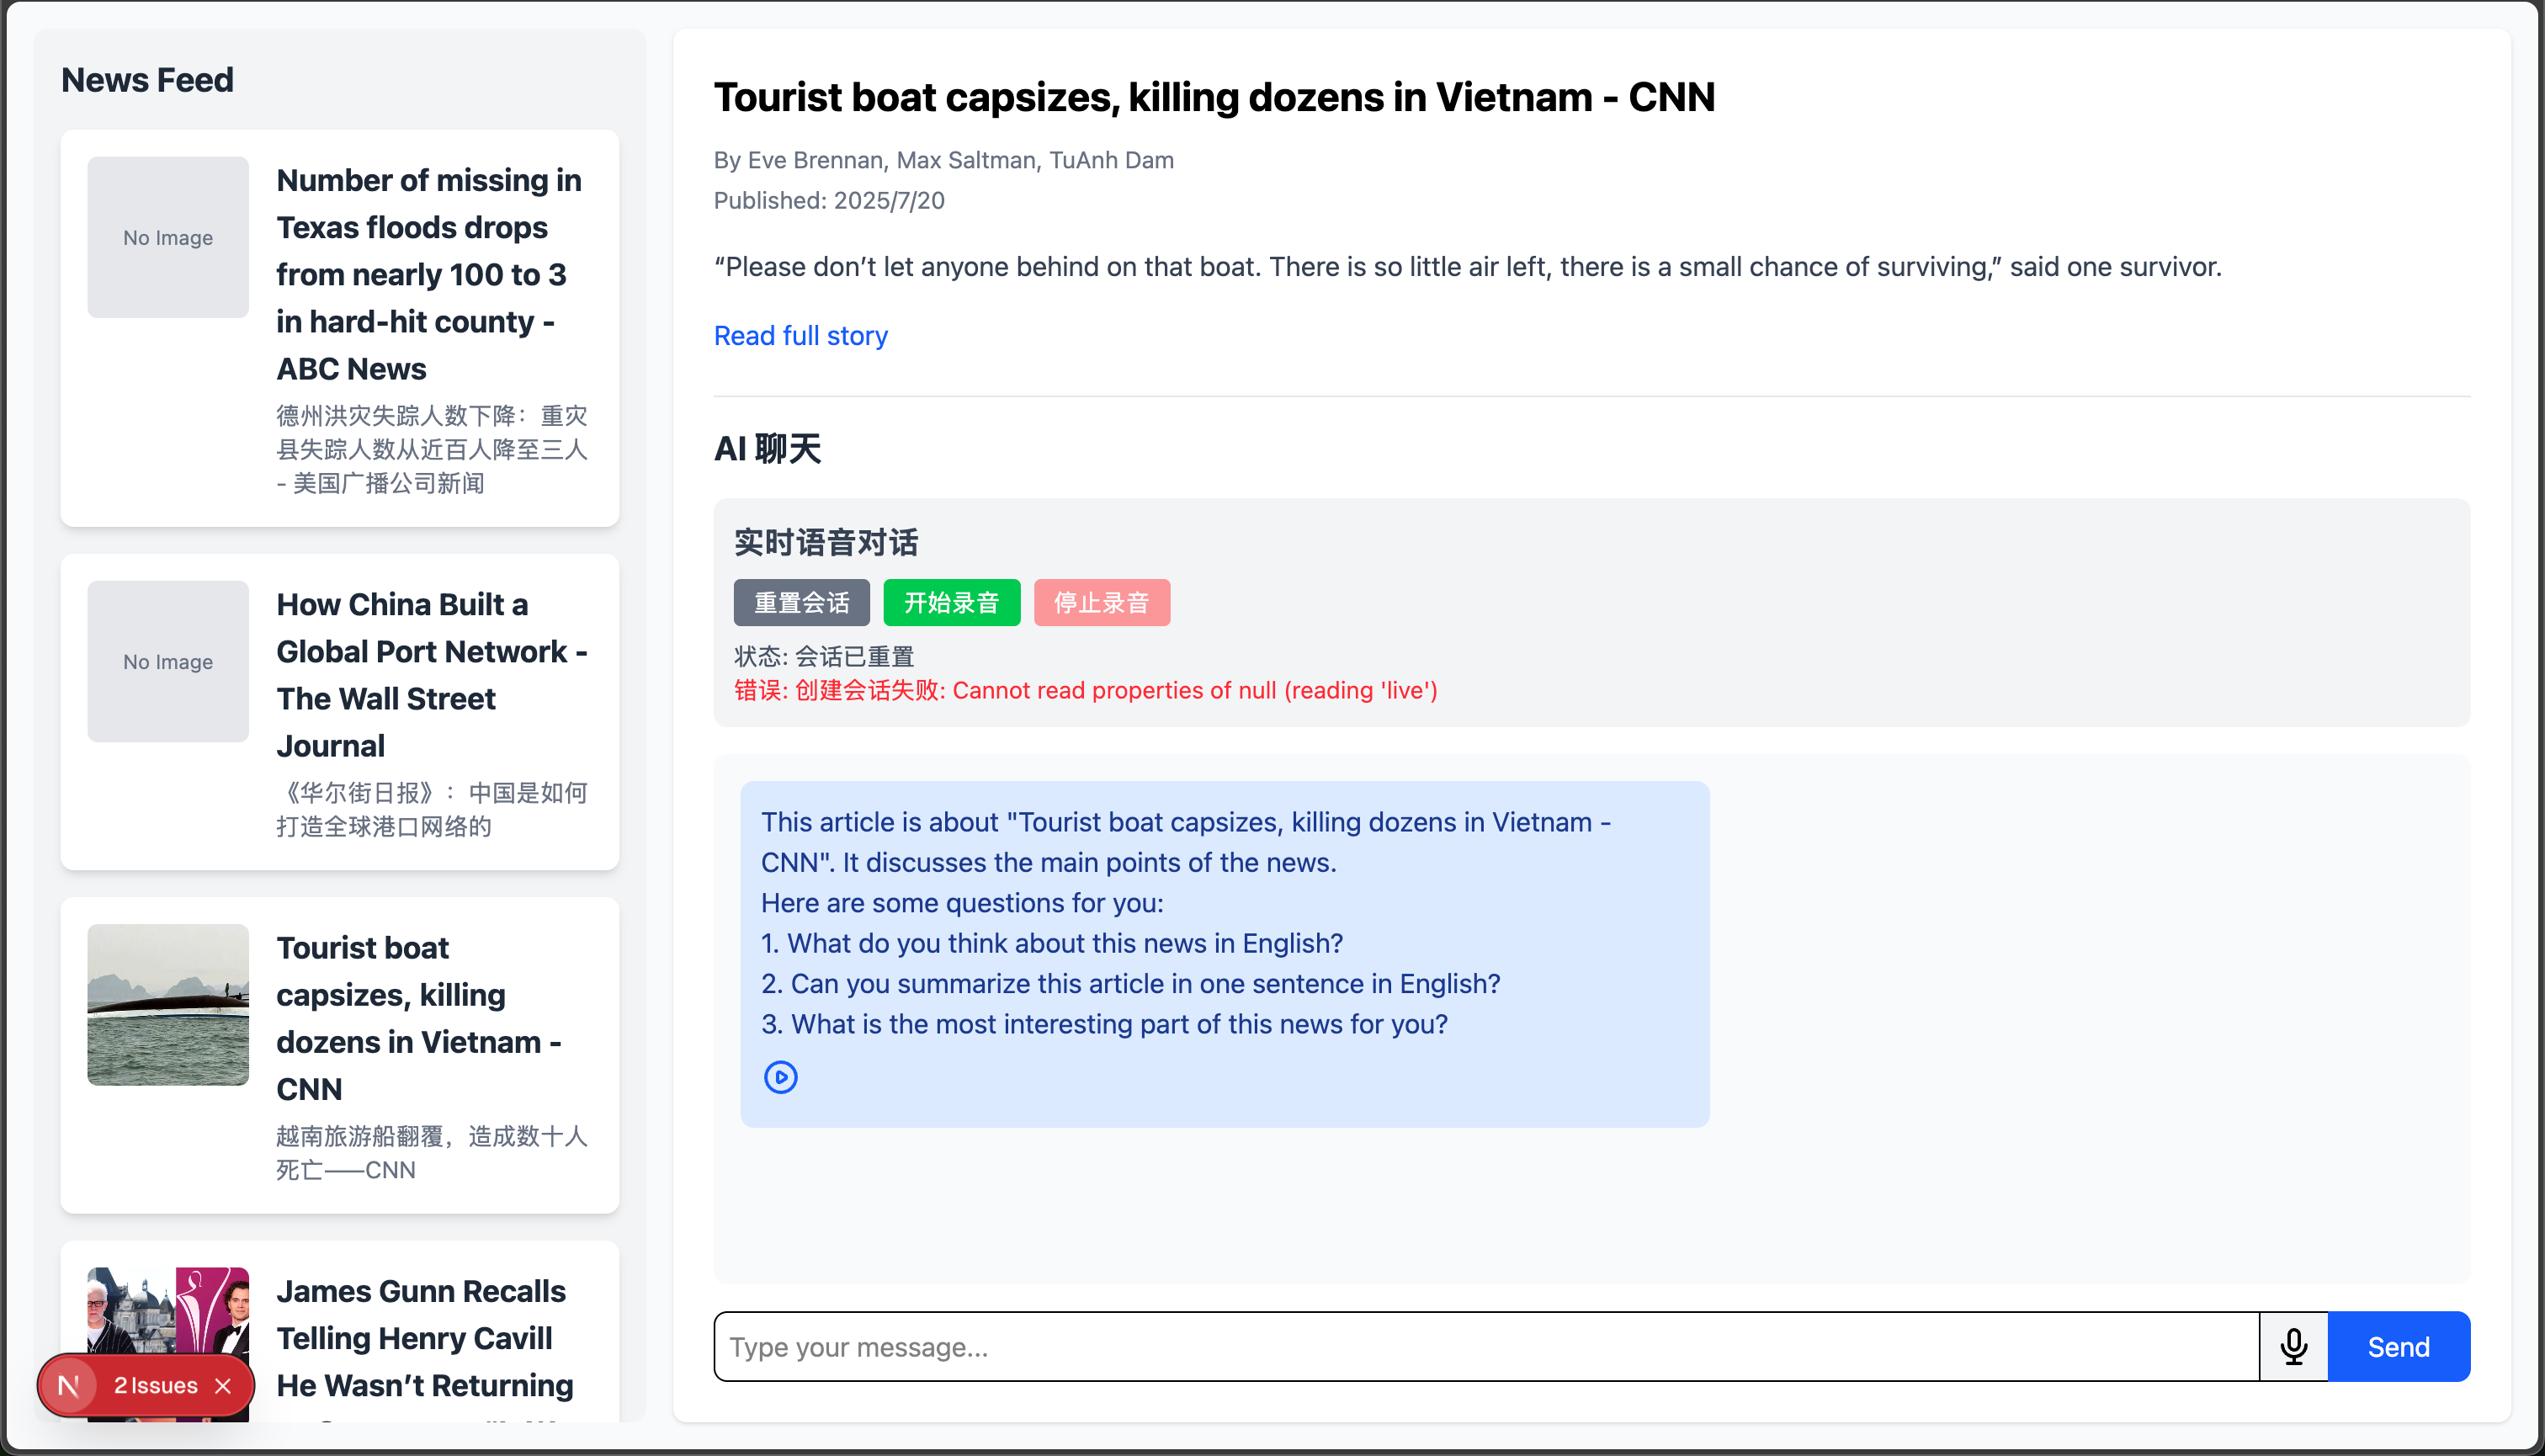 News Feed
No Image
Number of missing in
Texas floods drops
from nearly 100 to 3
in hard-hit county -
ABC News
德州洪灾失踪人数下降：重灾
县失踪人数从近百人降至三人
- 美国广播公司新闻
No Image
How China Built a
Global Port Network -
The Wall Street
Journal
《华尔街日报》：中国是如何
打造全球港口网络的
Tourist boat
capsizes, killing
dozens in Vietnam -
CNN
越南旅游船翻覆，造成数十人
死亡——CNN
James Gunn Recalls
Telling Henry Cavill
He Wasn’t Returning
N 2 Issues
Tourist boat capsizes, killing dozens in Vietnam - CNN
By Eve Brennan, Max Saltman, TuAnh Dam
Published: 2025/7/20
“Please don’t let anyone behind on that boat. There is so little air left, there is a small chance of surviving,” said one survivor.
Read full story
AI 聊天
实时语音对话
重置会话 开始录音 停止录音
状态: 会话已重置
错误: 创建会话失败: Cannot read properties of null (reading 'live')
This article is about "Tourist boat capsizes, killing dozens in Vietnam -
CNN". It discusses the main points of the news.
Here are some questions for you:
1. What do you think about this news in English?
2. Can you summarize this article in one sentence in English?
3. What is the most interesting part of this news for you?
Type your message...
Send